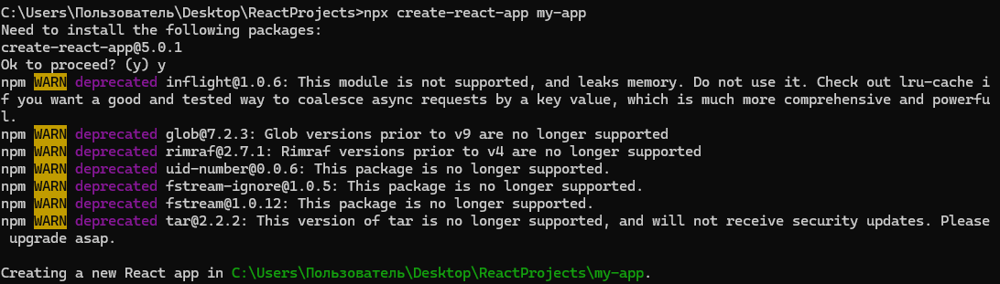 C:\Users\Пользователь\Desktop\ReactProjects>npx create-react-app my-app
Need to install the following packages:
create-react-app@5.0.1
Ok to proceed? (y) y
npm WARN deprecated inflight@1.0.6: This module is not supported, and leaks memory. Do not use it. Check out lru-cache i
f you want a good and tested way to coalesce async requests by a key value, which is much more comprehensive and powerfu
l.
npm WARN deprecated glob@7.2.3: Glob versions prior to v9 are no longer supported
npm WARN deprecated rimraf@2.7.1: Rimraf versions prior to v4 are no longer supported
npm WARN deprecated uid-number@0.0.6: This package is no longer supported.
npm WARN deprecated fstream-ignore@1.0.5: This package is no longer supported.
npm WARN deprecated fstream@1.0.12: This package is no longer supported.
npm WARN deprecated tar@2.2.2: This version of tar is no longer supported, and will not receive security updates. Please
 upgrade asap.

Creating a new React app in C:\Users\Пользователь\Desktop\ReactProjects\my-app.